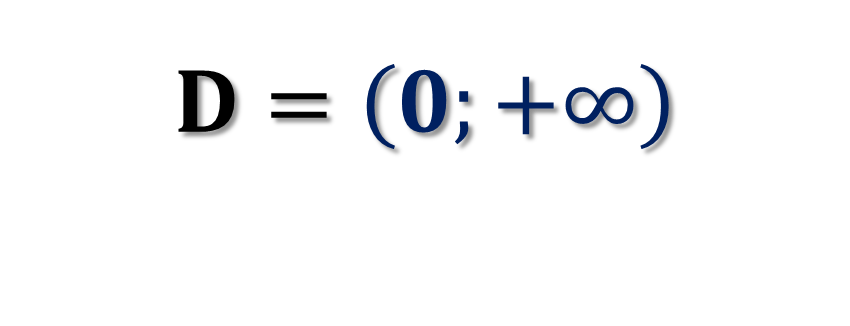 D = (0; +∞)